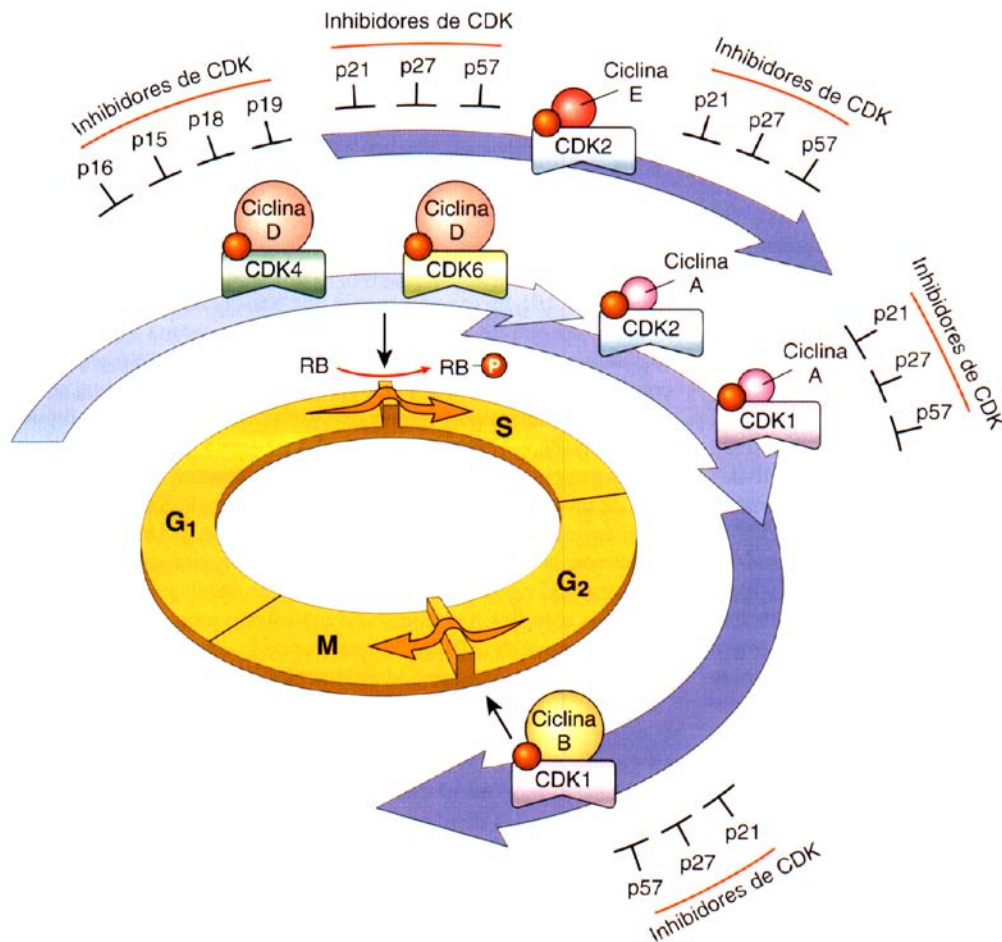 Inhibidores de CDK
p16
p15
p18
p19
Inhibidores de CDK
p21
p27
p57
Ciclina
E
CDK2
Inhibidores de CDK
p21
p27
p57
Ciclina
D
CDK4
Ciclina
D
CDK6
Ciclina
A
CDK2
Ciclina
A
CDK1
Inhibidores de CDK
p21
p27
p57
RB
RB
P
S
G₁
G₂
M
Ciclina
B
CDK1
p57
p27
p21
Inhibidores de CDK